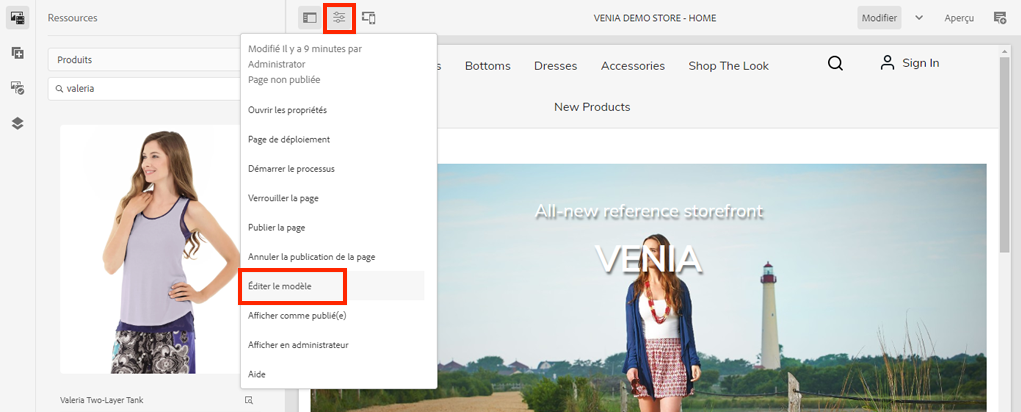 Ressources
VENIA DEMO STORE - HOME
Modifier
Aperçu
Produits
valeria
Modifié Il y a 9 minutes par
Administrator
Page non publiée
Ouvrir les propriétés
Page de déploiement
Démarrer le processus
Verrouiller la page
Publier la page
Annuler la publication de la page
Éditer le modèle
Afficher comme publié(e)
Afficher en administrateur
Aide
Valeria Two-Layer Tank
s Bottoms Dresses Accessories Shop The Look
Sign In
New Products
All-new reference storefront
VENIA